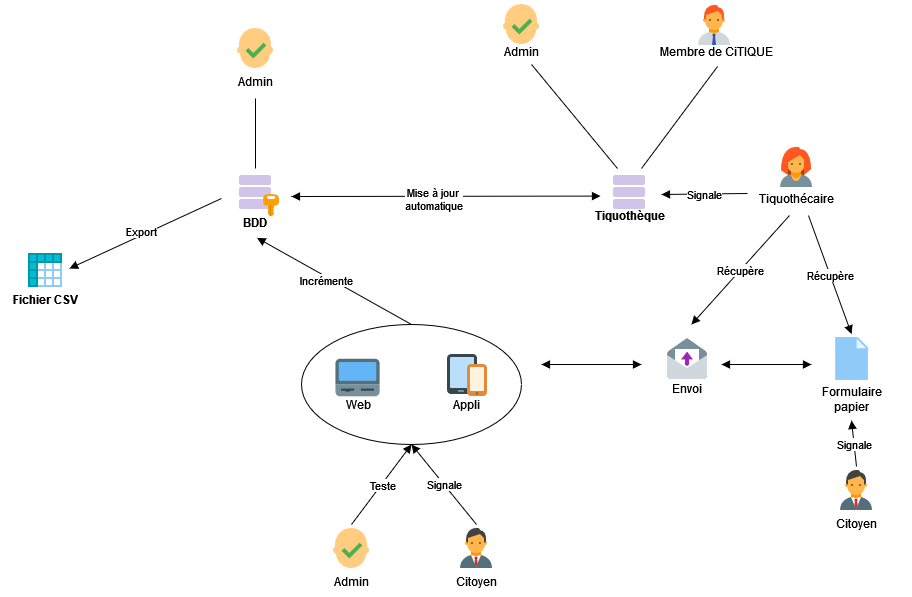 Admin
Membre de CiTIQUE
Admin
Mise à jour
automatique
Signale
Tiquothécaire
BDD
Tiquothèque
Export
Récupère
Récupère
Incrémente
Fichier CSV
Envoi
Formulaire
papier
Web
Appli
Signale
Teste
Signale
Citoyen
Admin
Citoyen